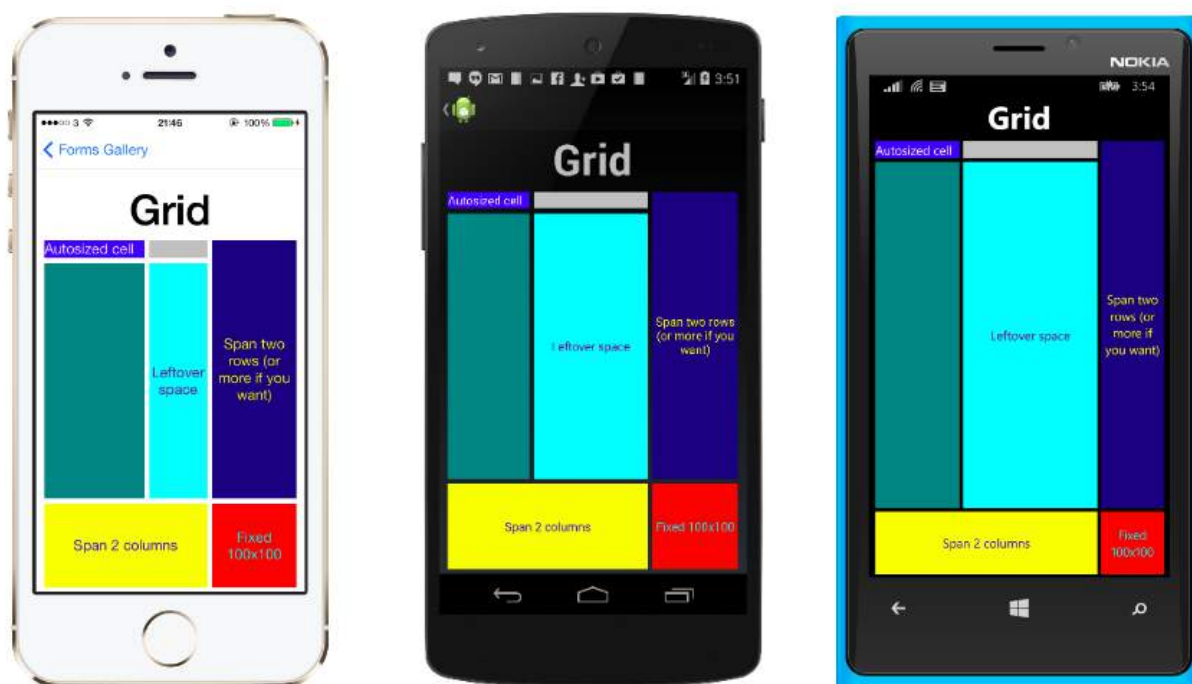 3
21:46
100%
Forms Gallery
Grid
Autosized cell
Leftover
space
Span two
rows (or
more if you
want)
Span 2 columns
Fixed
100x100
3:51
Grid
Autosized cell
Leftover space
Span two rows
(or more if you
want)
Span 2 columns
Fixed 100x100
NOKIA
3:54
Grid
Autosized cell
Leftover space
Span two
rows (or
more if
you want)
Span 2 columns
Fixed
100x100